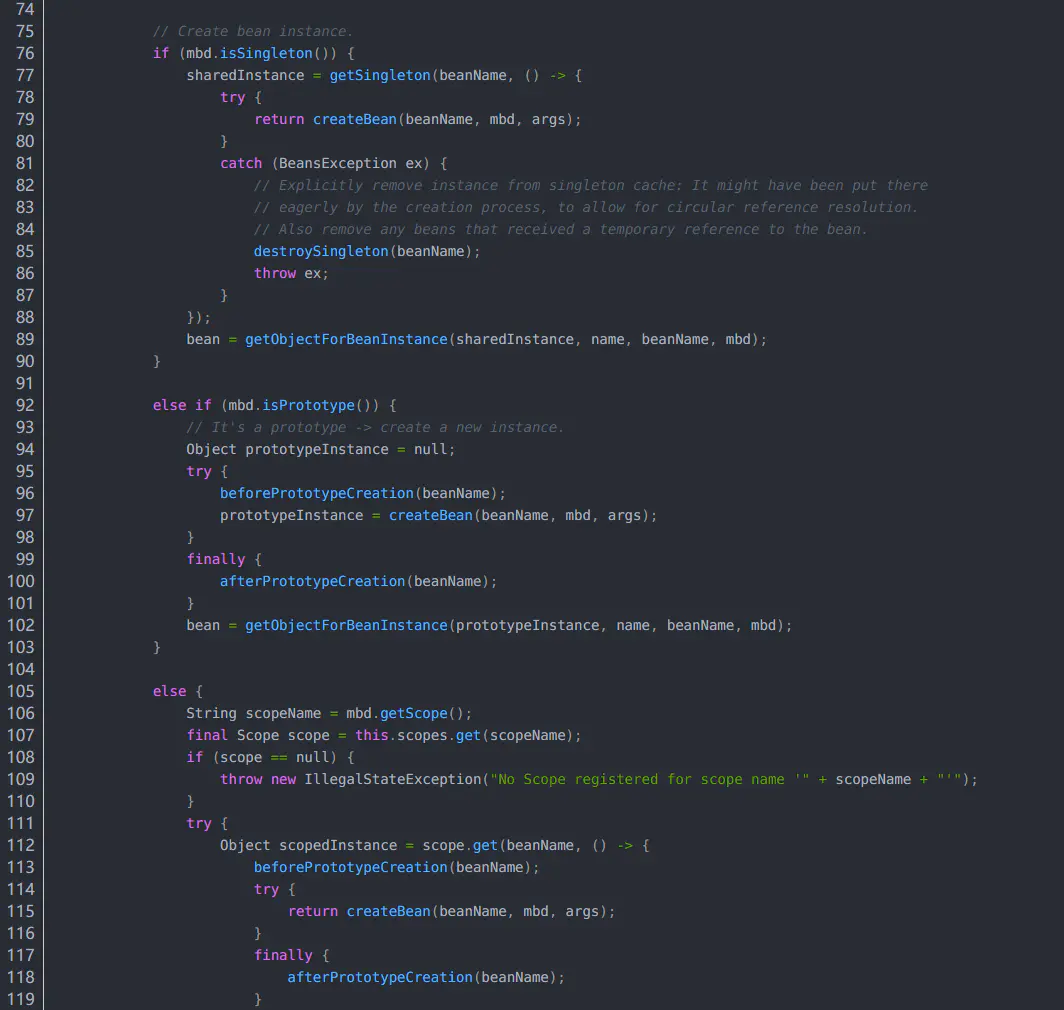 74
75 // Create bean instance.
76 if (mbd.isSingleton()) {
77 sharedInstance = getSingleton(beanName, () -> {
78 try {
79 return createBean(beanName, mbd, args);
80 }
81 catch (BeansException ex) {
82 // Explicitly remove instance from singleton cache: It might have been put there
83 // eagerly by the creation process, to allow for circular reference resolution.
84 // Also remove any beans that received a temporary reference to the bean.
85 destroySingleton(beanName);
86 throw ex;
87 }
88 });
89 bean = getObjectForBeanInstance(sharedInstance, name, beanName, mbd);
90 }
91
92 else if (mbd.isPrototype()) {
93 // It's a prototype -> create a new instance.
94 Object prototypeInstance = null;
95 try {
96 beforePrototypeCreation(beanName);
97 prototypeInstance = createBean(beanName, mbd, args);
98 }
99 finally {
100 afterPrototypeCreation(beanName);
101 }
102 bean = getObjectForBeanInstance(prototypeInstance, name, beanName, mbd);
103 }
104
105 else {
106 String scopeName = mbd.getScope();
107 final Scope scope = this.scopes.get(scopeName);
108 if (scope == null) {
109 throw new IllegalStateException("No Scope registered for scope name '" + scopeName + "'");
110 }
111 try {
112 Object scopedInstance = scope.get(beanName, () -> {
113 beforePrototypeCreation(beanName);
114 try {
115 return createBean(beanName, mbd, args);
116 }
117 finally {
118 afterPrototypeCreation(beanName);
119 }